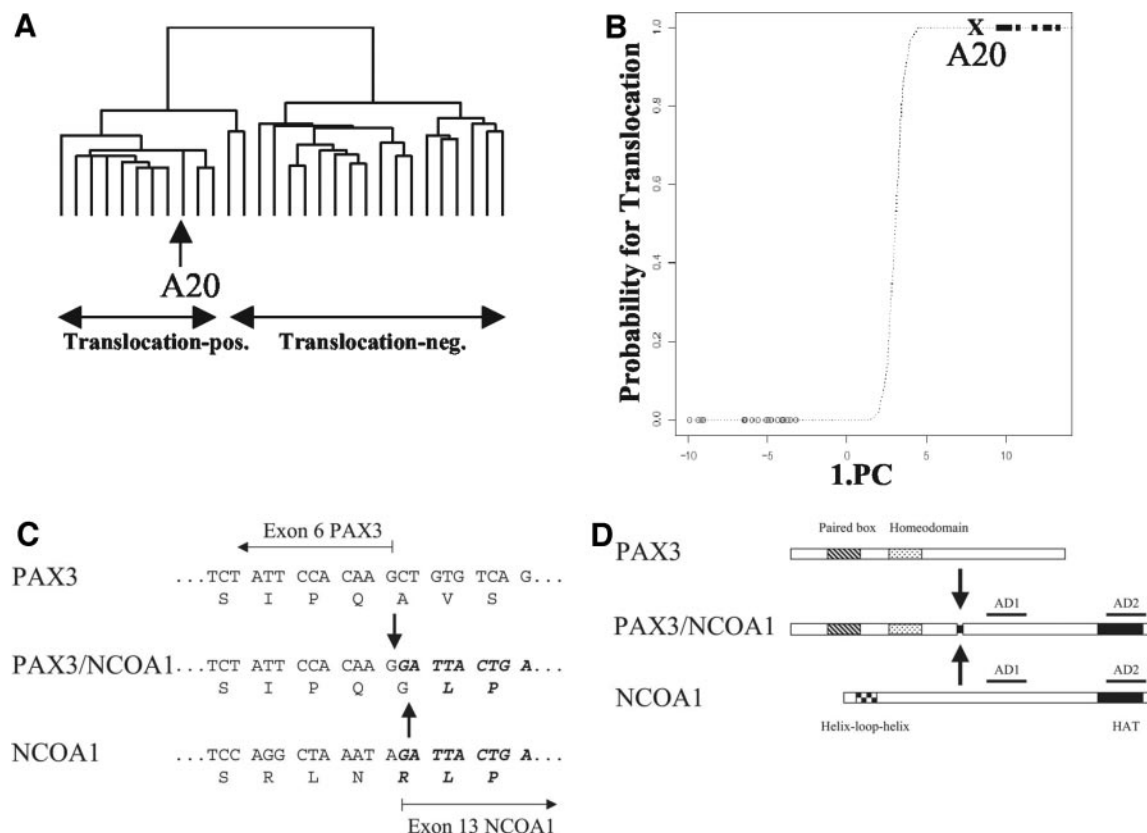 A
A20
Translocation-pos.
Translocation-neg.
B
Probability for Translocation
1.0
0.8
0.6
0.4
0.2
0.0
X
A20
-10
-5
0
5
10
1.PC
C
Exon 6 PAX3
PAX3
...TCT ATT CCA CAA GCT GTG TCA G...
S I P Q A V S
PAX3/NCOA1
...TCT ATT CCA CAA GGA TTA CTG A...
S I P Q G L P
NCOA1
...TCC AGG CTA AAT AGA TTA CTG A...
S R L N R L P
Exon 13 NCOA1
D
Paired box
Homeodomain
PAX3
AD1
AD2
PAX3/NCOA1
AD1
AD2
NCOA1
Helix-loop-helix
HAT